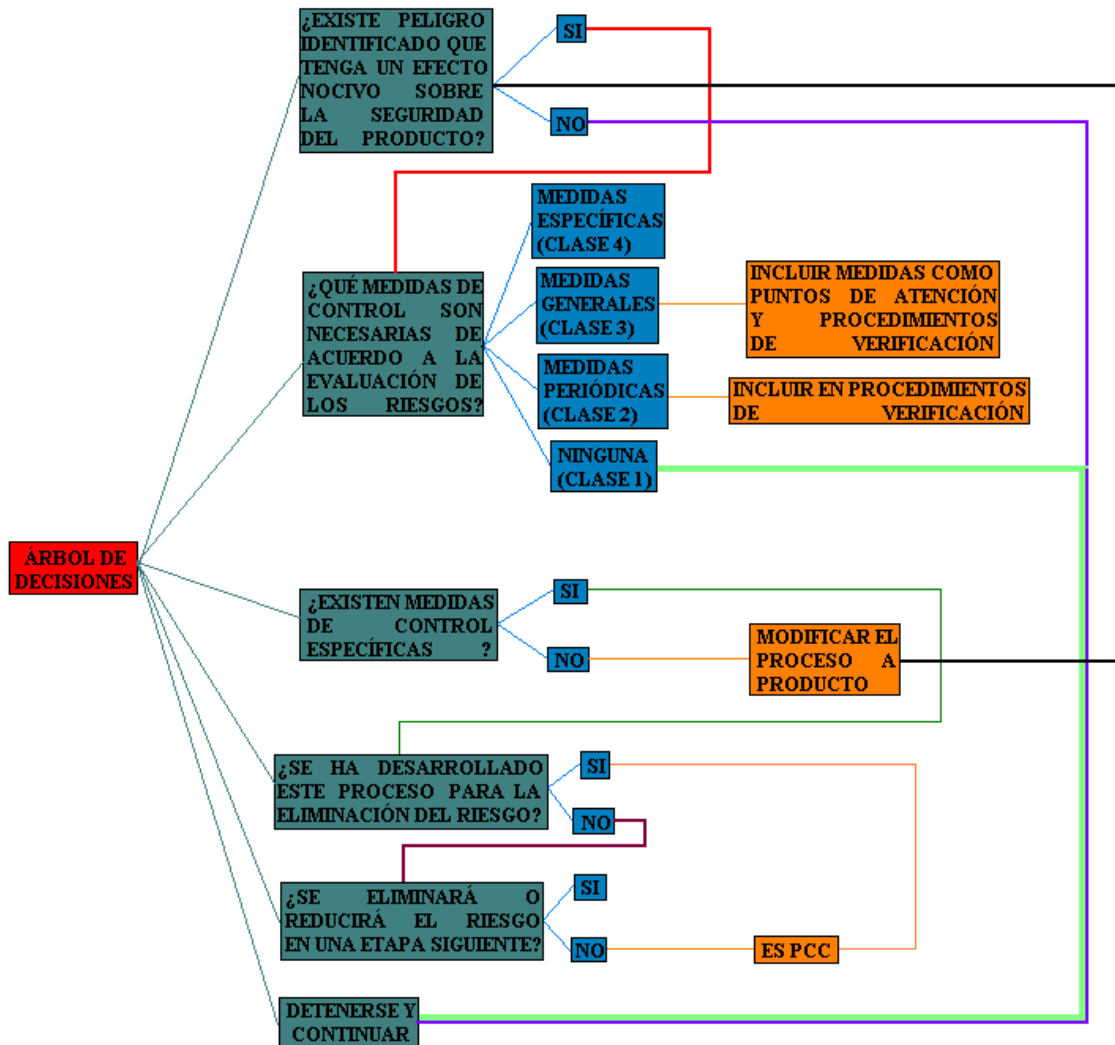 ¿EXISTE PELIGRO
IDENTIFICADO QUE
TENGA UN EFECTO
NOCIVO SOBRE
LA SEGURIDAD
DEL PRODUCTO?
SI
NO
¿QUÉ MEDIDAS DE
CONTROL SON
NECESARIAS DE
ACUERDO A LA
EVALUACIÓN DE
LOS RIESGOS?
MEDIDAS
ESPECÍFICAS
(CLASE 4)
MEDIDAS
GENERALES
(CLASE 3)
INCLUIR MEDIDAS COMO
PUNTOS DE ATENCIÓN
Y PROCEDIMIENTOS
DE VERIFICACIÓN
MEDIDAS
PERIÓDICAS
(CLASE 2)
INCLUIR EN PROCEDIMIENTOS
DE VERIFICACIÓN
NINGUNA
(CLASE 1)
ÁRBOL DE
DECISIONES
¿EXISTEN MEDIDAS
DE CONTROL
ESPECÍFICAS ?
SI
NO
MODIFICAR EL
PROCESO A
PRODUCTO
¿SE HA DESARROLLADO
ESTE PROCESO PARA LA
ELIMINACIÓN DEL RIESGO?
SI
NO
¿SE ELIMINARÁ O
REDUCIRÁ EL RIESGO
EN UNA ETAPA SIGUIENTE?
SI
NO
ES PCC
DETENERSE Y
CONTINUAR